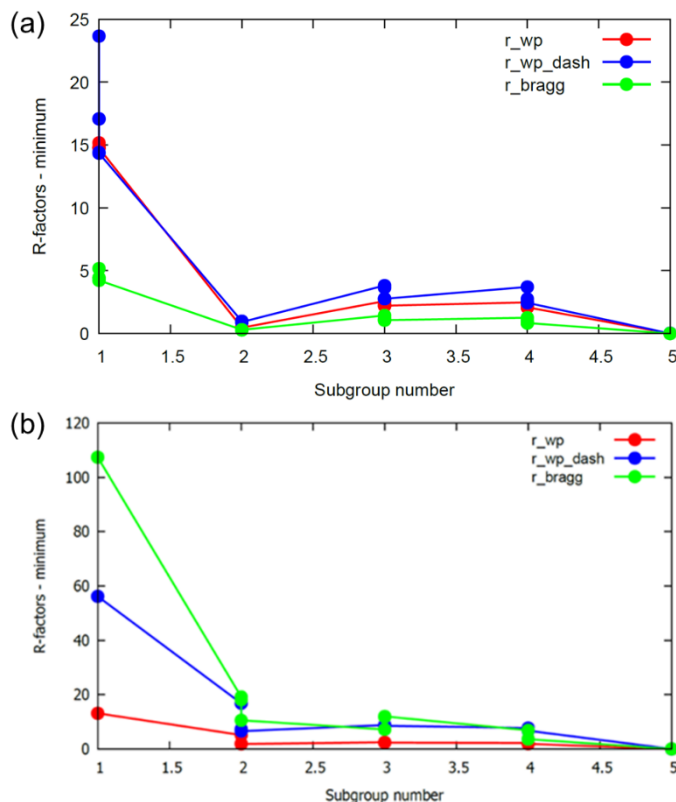 (a)
25
20
15
10
5
0
R-factors - minimum
r_wp
r_wp_dash
r_bragg
1 1.5 2 2.5 3 3.5 4 4.5 5
Subgroup number
(b)
120
100
80
60
40
20
0
R-factors - minimum
r_wp
r_wp_dash
r_bragg
1 1.5 2 2.5 3 3.5 4 4.5 5
Subgroup number